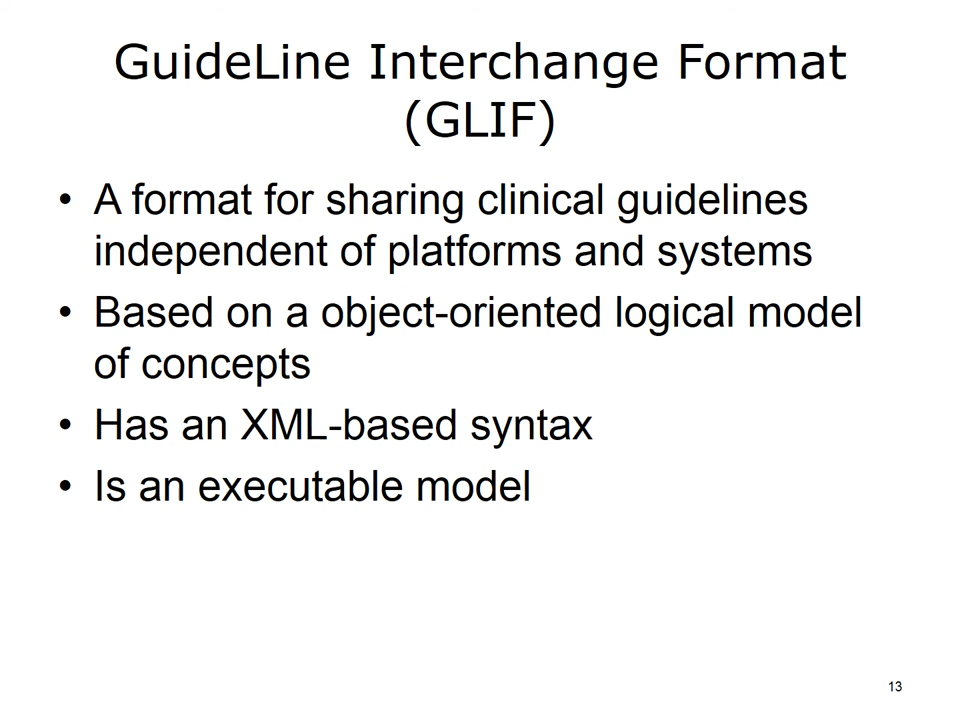 GuideLine Interchange Format
(GLIF)
• A format for sharing clinical guidelines
independent of platforms and systems
• Based on a object-oriented logical model
of concepts
• Has an XML-based syntax
• Is an executable model
13